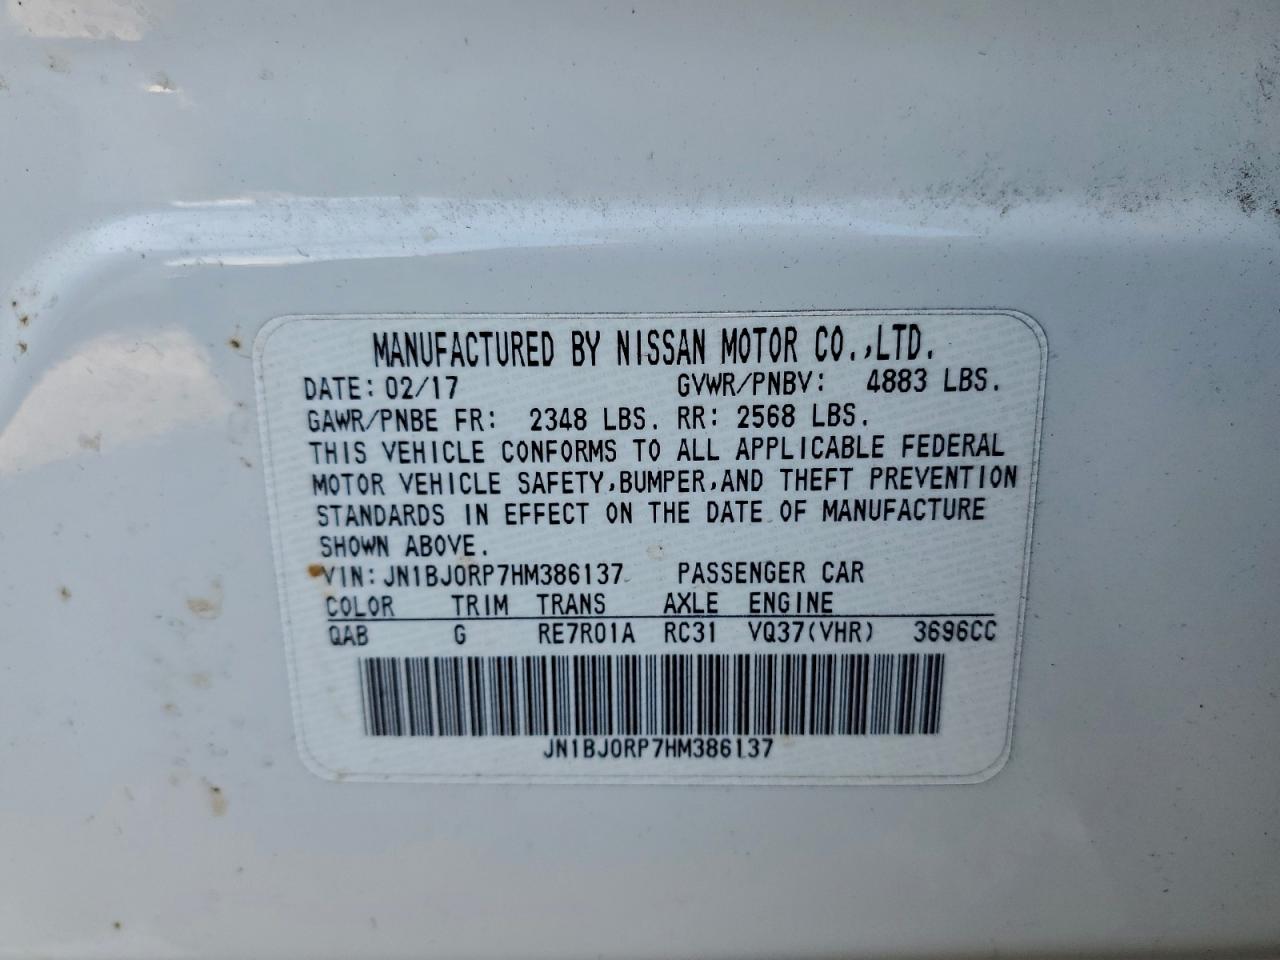 MANUFACTURED BY NISSAN MOTOR CO.,LTD.
DATE: 02/17 GVWR/PNBV: 4883 LBS.
GAWR/PNBE FR: 2348 LBS. RR: 2568 LBS.
THIS VEHICLE CONFORMS TO ALL APPLICABLE FEDERAL
MOTOR VEHICLE SAFETY,BUMPER,AND THEFT PREVENTION
STANDARDS IN EFFECT ON THE DATE OF MANUFACTURE
SHOWN ABOVE.
VIN: JN1BJ0RP7HM386137 PASSENGER CAR
COLOR TRIM TRANS AXLE ENGINE
QAB G RE7R01A RC31 VQ37(VHR) 3696CC
JN1BJ0RP7HM386137